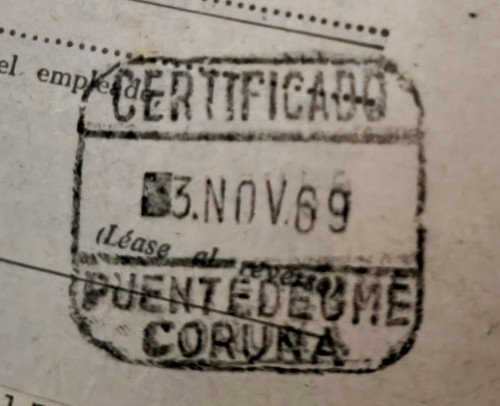 el empleado,
CERTIFICADO
3.NOV.69
(Léase al reverso)
PUENTEDEUME
CORUÑA